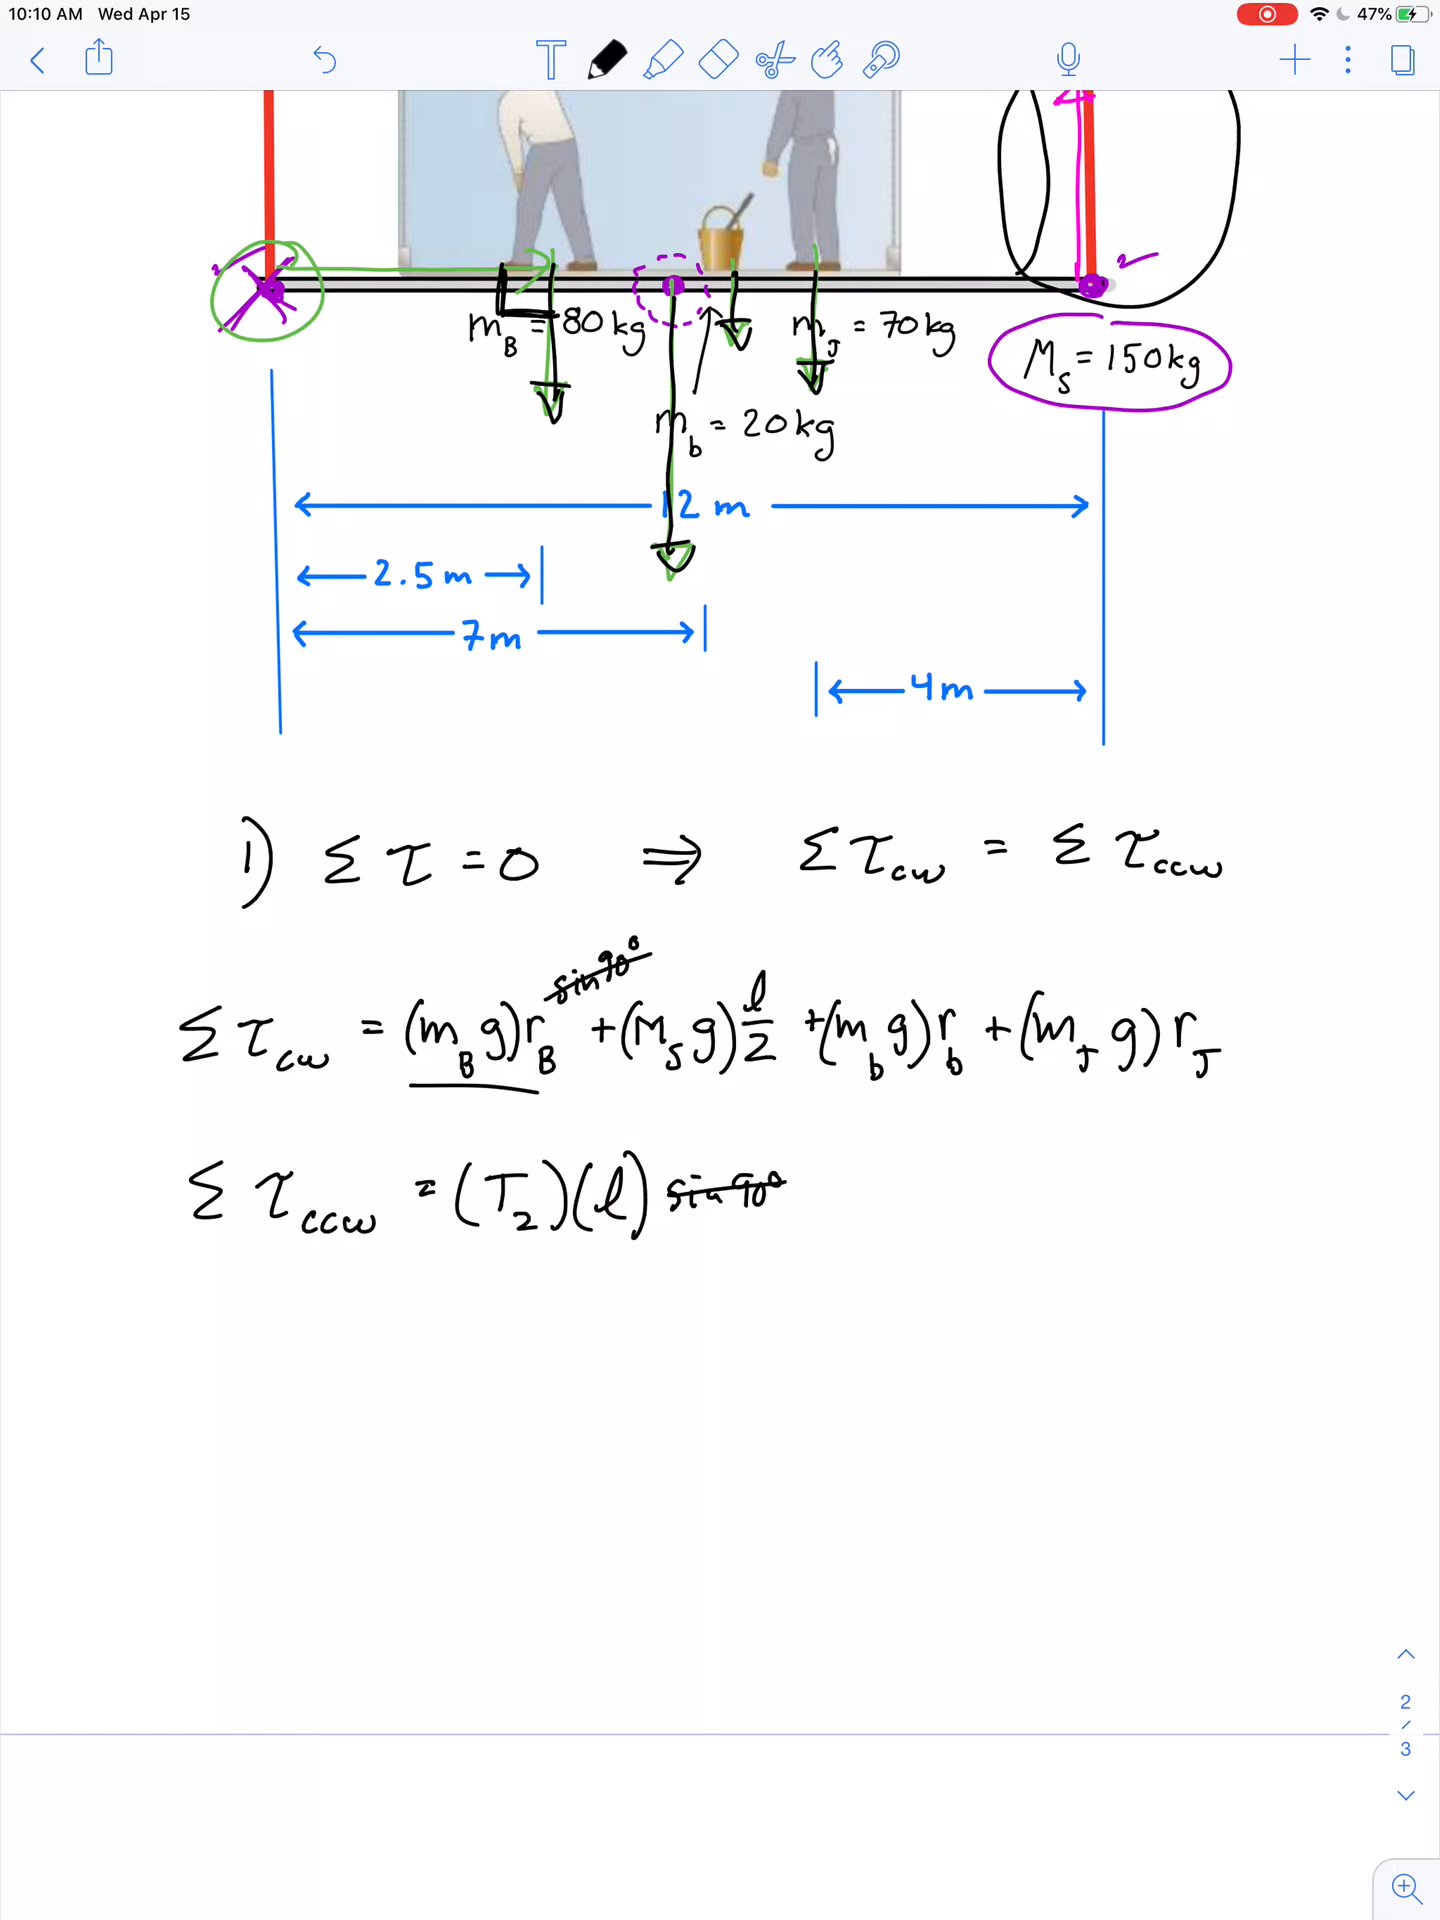 10:10 AM Wed Apr 15
47%
T
m_B = 80 kg
m_J = 70 kg
M_s = 150 kg
m_b = 20 kg
12 m
2.5 m
7 m
4 m
1) Σ τ = 0 ⇒ Σ τ_cw = Σ τ_ccw
sin 90°
Σ τ_cw = (m_B g) r_B + (M_s g) l/2 + (m_b g) r_b + (m_J g) r_J
Σ τ_ccw = (T_2)(l) sin 90°
2
/
3